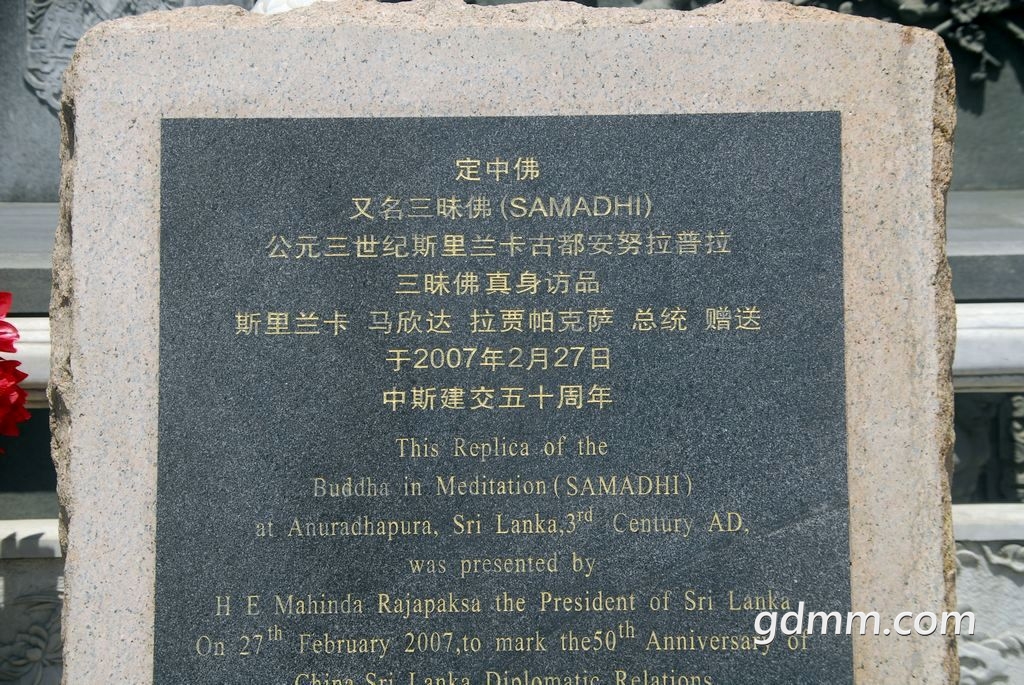 定中佛
又名三昧佛(SAMADHI)
公元三世纪斯里兰卡古都安努拉普拉
三昧佛真身访品
斯里兰卡 马欣达 拉贾帕克萨 总统 赠送
于2007年2月27日
中斯建交五十周年
This Replica of the
Buddha in Meditation (SAMADHI)
at Anuradhapura, Sri Lanka,3rd Century AD,
was presented by
H E Mahinda Rajapaksa the President of Sri Lanka
On 27th February 2007,to mark the50th Anniversary of
China Sri Lanka Diplomatic Relations
gdmm.com